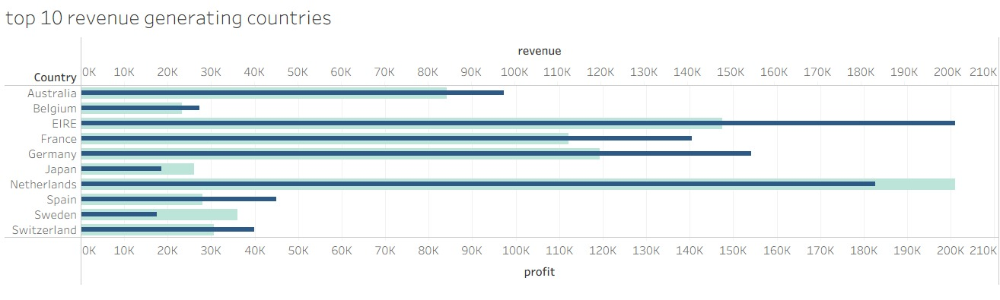 top 10 revenue generating countries
revenue
0K 10K 20K 30K 40K 50K 60K 70K 80K 90K 100K 110K 120K 130K 140K 150K 160K 170K 180K 190K 200K 210K
Country
Australia
Belgium
EIRE
France
Germany
Japan
Netherlands
Spain
Sweden
Switzerland
0K 10K 20K 30K 40K 50K 60K 70K 80K 90K 100K 110K 120K 130K 140K 150K 160K 170K 180K 190K 200K 210K
profit